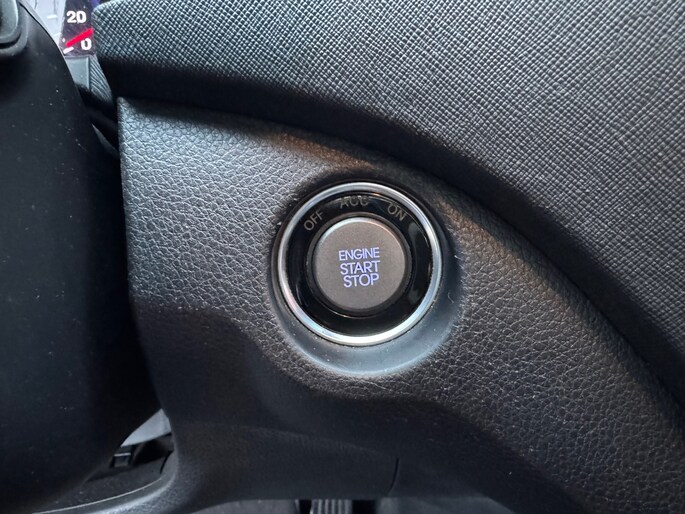 20
0
OFF ACC ON
ENGINE
START
STOP